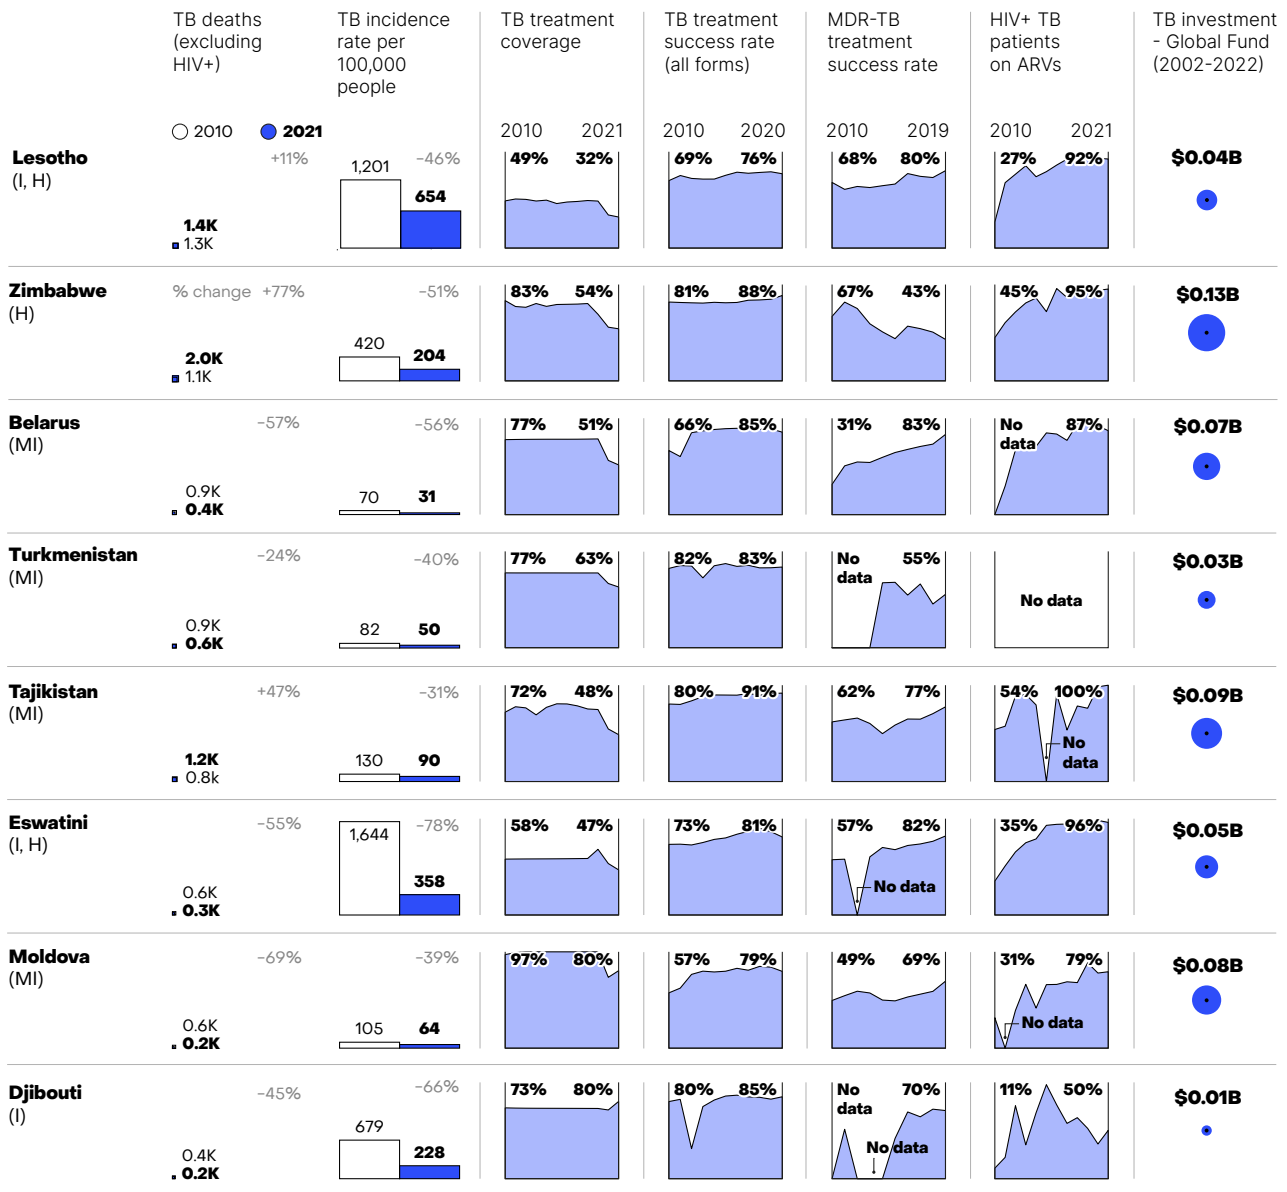 TB deaths
(excluding
HIV+)
TB incidence
rate per
100,000
people
TB treatment
coverage
TB treatment
success rate
(all forms)
MDR-TB
treatment
success rate
HIV+ TB
patients
on ARVs
TB investment
- Global Fund
(2002-2022)
2010 2021
2010 2021
2010 2020
2010 2019
2010 2021
Lesotho
(I, H)
+11%
1.4K
1.3K
1,201
-46%
654
49% 32%
69% 76%
68% 80%
27% 92%
$0.04B
Zimbabwe
(H)
% change +77%
2.0K
1.1K
420
-51%
204
83% 54%
81% 88%
67% 43%
45% 95%
$0.13B
Belarus
(MI)
-57%
0.9K
0.4K
70
-56%
31
77% 51%
66% 85%
31% 83%
No
data
87%
$0.07B
Turkmenistan
(MI)
-24%
0.9K
0.6K
82
-40%
50
77% 63%
82% 83%
No
data
55%
No data
$0.03B
Tajikistan
(MI)
+47%
1.2K
0.8k
130
-31%
90
72% 48%
80% 91%
62% 77%
54% 100%
No
data
$0.09B
Eswatini
(I, H)
-55%
0.6K
0.3K
1,644
-78%
358
58% 47%
73% 81%
57% 82%
No data
35% 96%
$0.05B
Moldova
(MI)
-69%
0.6K
0.2K
105
-39%
64
97% 80%
57% 79%
49% 69%
31% 79%
No data
$0.08B
Djibouti
(I)
-45%
0.4K
0.2K
679
-66%
228
73% 80%
80% 85%
No
data
70%
No data
11% 50%
$0.01B